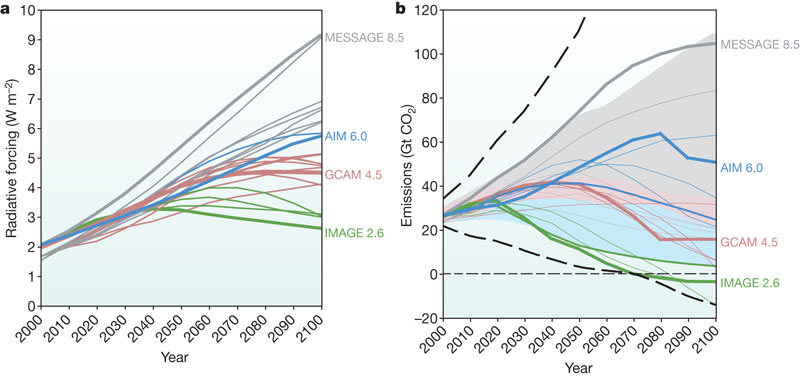 a
Radiative forcing (W m–2)
10
9
8
7
6
5
4
3
2
1
0
2000
2010
2020
2030
2040
2050
2060
2070
2080
2090
2100
Year
MESSAGE 8.5
AIM 6.0
GCAM 4.5
IMAGE 2.6
b
Emissions (Gt CO2)
120
100
80
60
40
20
0
–20
2000
2010
2020
2030
2040
2050
2060
2070
2080
2090
2100
Year
MESSAGE 8.5
AIM 6.0
GCAM 4.5
IMAGE 2.6